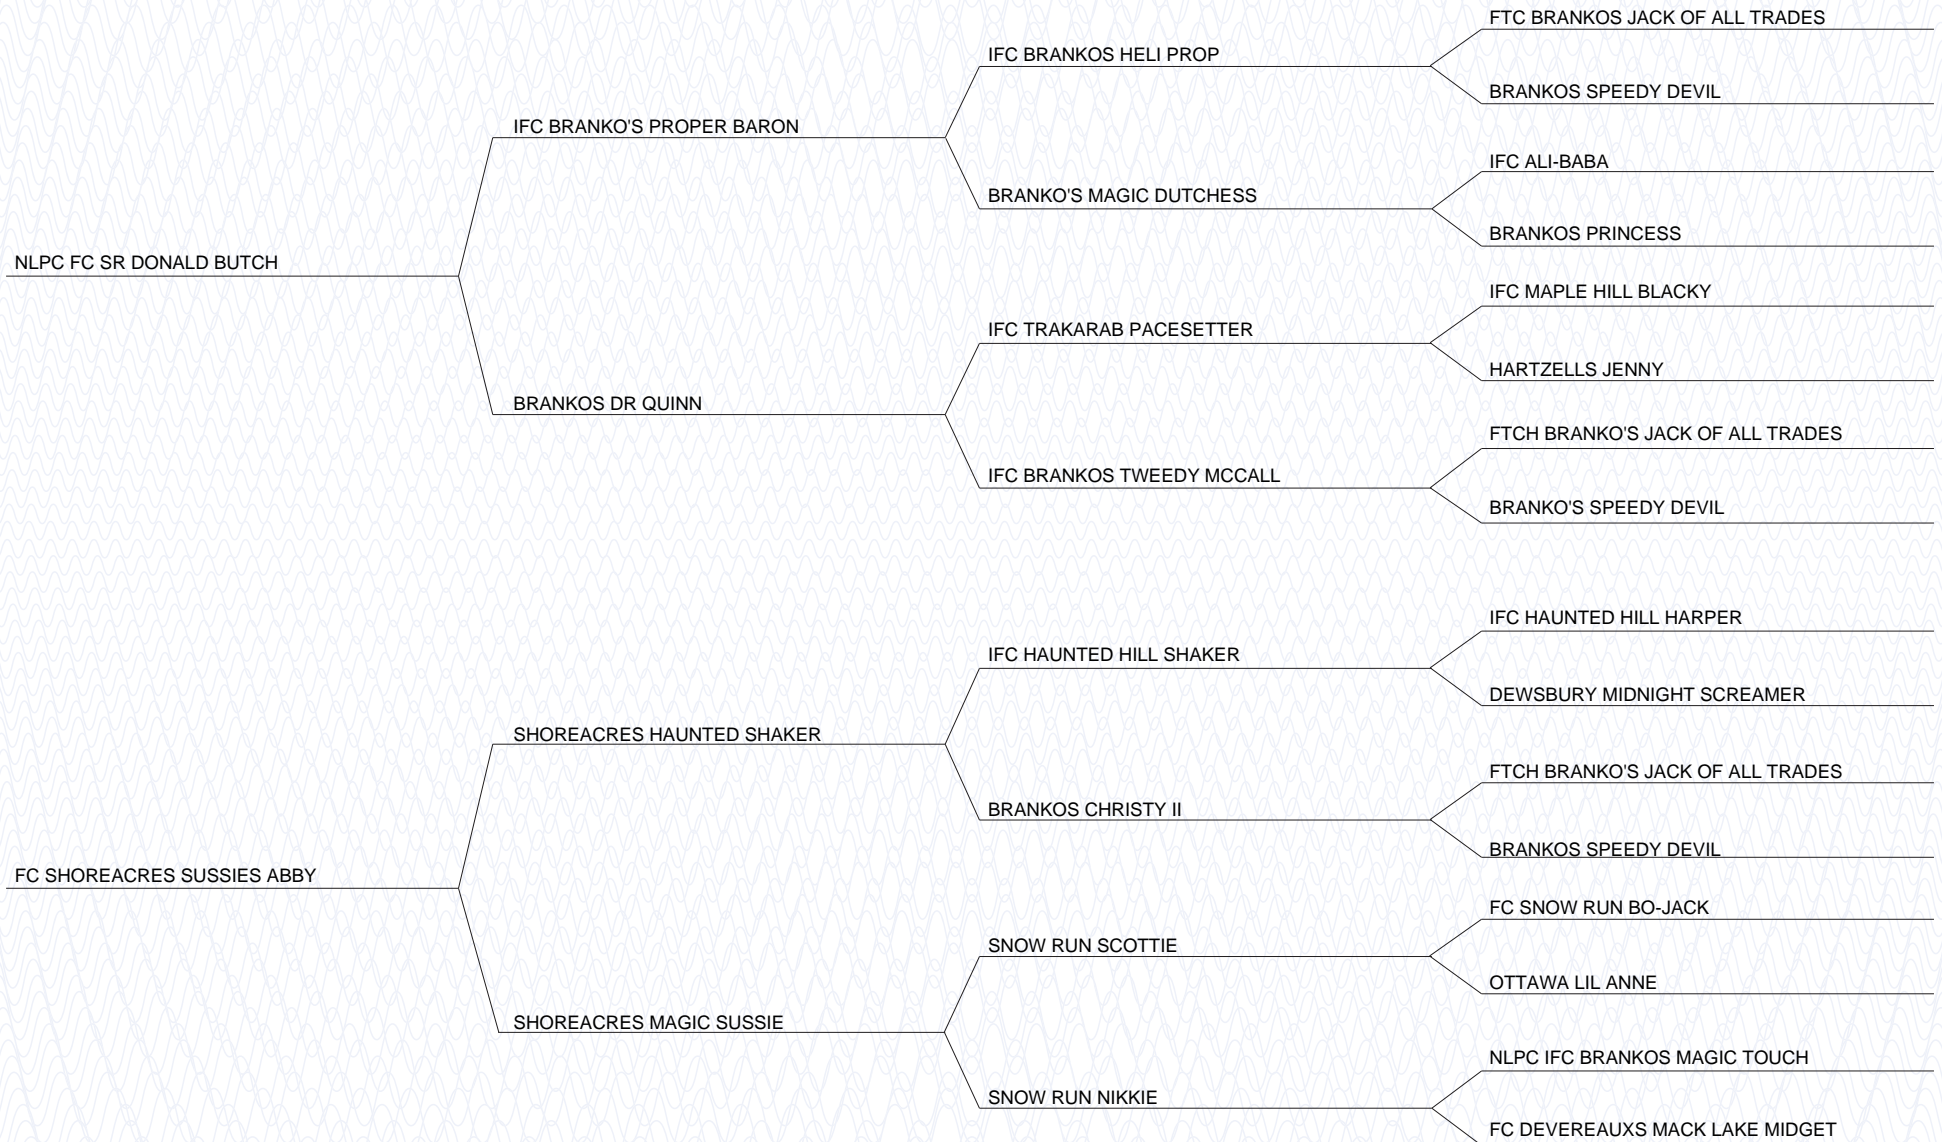 FTC BRANKOS JACK OF ALL TRADES
IFC BRANKOS HELI PROP
BRANKOS SPEEDY DEVIL
IFC BRANKO'S PROPER BARON
IFC ALI-BABA
BRANKO'S MAGIC DUTCHESS
BRANKOS PRINCESS
NLPC FC SR DONALD BUTCH
IFC MAPLE HILL BLACKY
IFC TRAKARAB PACESETTER
HARTZELLS JENNY
BRANKOS DR QUINN
FTCH BRANKO'S JACK OF ALL TRADES
IFC BRANKOS TWEEDY MCCALL
BRANKO'S SPEEDY DEVIL
IFC HAUNTED HILL HARPER
IFC HAUNTED HILL SHAKER
DEWSBURY MIDNIGHT SCREAMER
SHOREACRES HAUNTED SHAKER
FTCH BRANKO'S JACK OF ALL TRADES
BRANKOS CHRISTY II
BRANKOS SPEEDY DEVIL
FC SHOREACRES SUSSIES ABBY
FC SNOW RUN BO-JACK
SNOW RUN SCOTTIE
OTTAWA LIL ANNE
SHOREACRES MAGIC SUSSIE
NLPC IFC BRANKOS MAGIC TOUCH
SNOW RUN NIKKIE
FC DEVEREAUXS MACK LAKE MIDGET